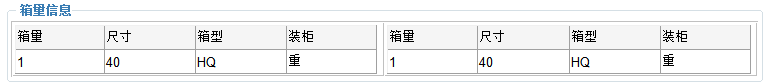 箱量信息
箱量 尺寸 箱型 装柜 箱量 尺寸 箱型 装柜
1 40 HQ 重 1 40 HQ 重